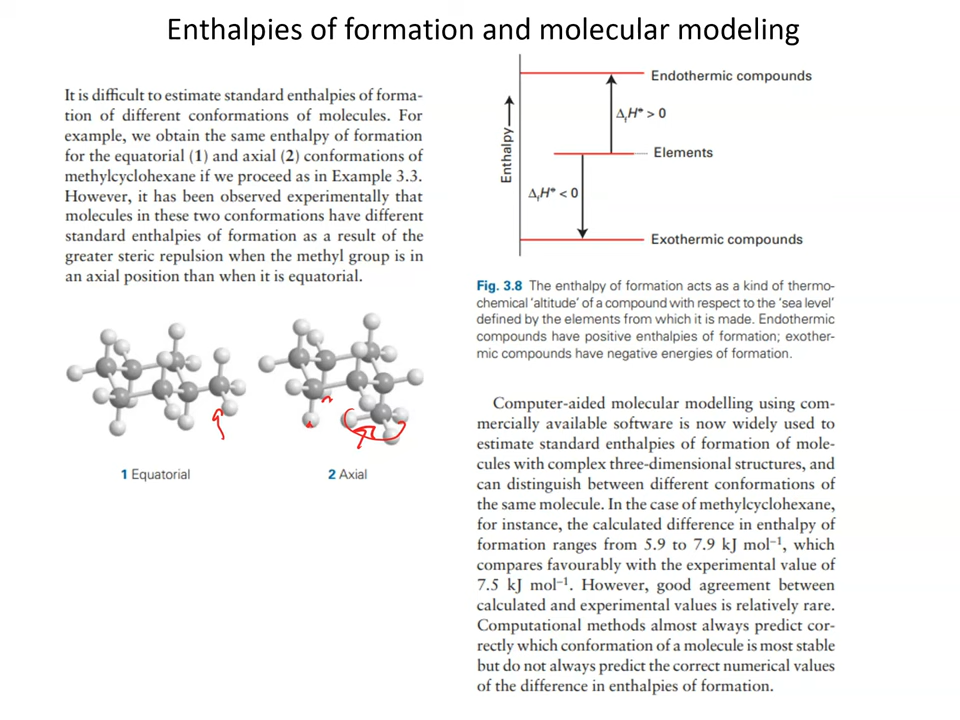 Enthalpies of formation and molecular modeling
It is difficult to estimate standard enthalpies of forma-
tion of different conformations of molecules. For
example, we obtain the same enthalpy of formation
for the equatorial (1) and axial (2) conformations of
methylcyclohexane if we proceed as in Example 3.3.
However, it has been observed experimentally that
molecules in these two conformations have different
standard enthalpies of formation as a result of the
greater steric repulsion when the methyl group is in
an axial position than when it is equatorial.
1 Equatorial
2 Axial
Enthalpy
Endothermic compounds
ΔfH° > 0
Elements
ΔfH° < 0
Exothermic compounds
Fig. 3.8 The enthalpy of formation acts as a kind of thermo-
chemical 'altitude' of a compound with respect to the 'sea level'
defined by the elements from which it is made. Endothermic
compounds have positive enthalpies of formation; exother-
mic compounds have negative energies of formation.
Computer-aided molecular modelling using com-
mercially available software is now widely used to
estimate standard enthalpies of formation of mole-
cules with complex three-dimensional structures, and
can distinguish between different conformations of
the same molecule. In the case of methylcyclohexane,
for instance, the calculated difference in enthalpy of
formation ranges from 5.9 to 7.9 kJ mol⁻¹, which
compares favourably with the experimental value of
7.5 kJ mol⁻¹. However, good agreement between
calculated and experimental values is relatively rare.
Computational methods almost always predict cor-
rectly which conformation of a molecule is most stable
but do not always predict the correct numerical values
of the difference in enthalpies of formation.